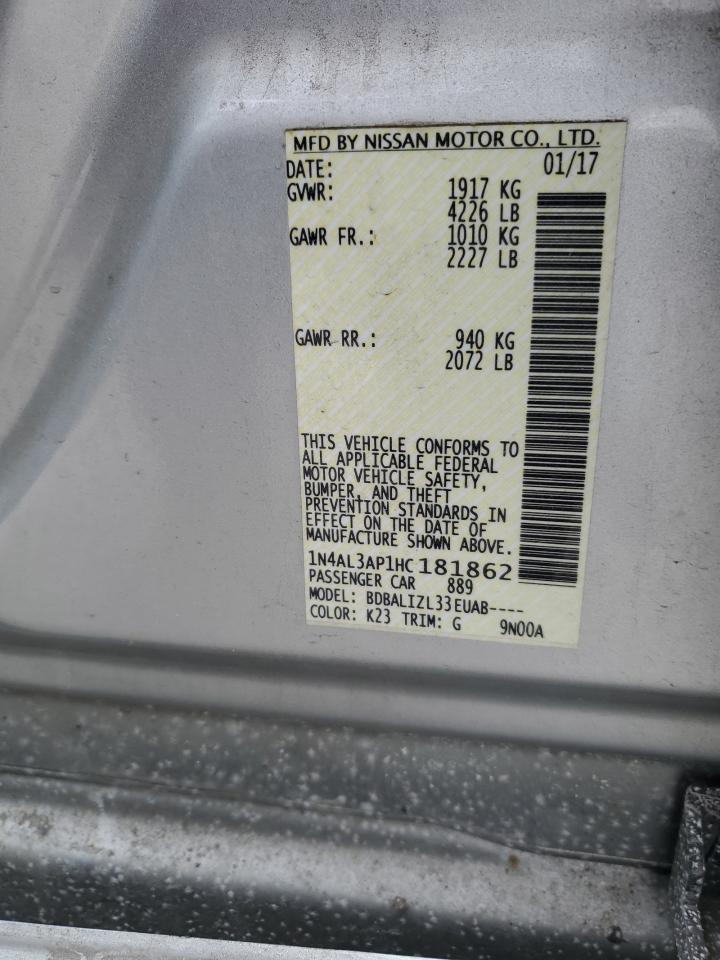 MFD BY NISSAN MOTOR CO., LTD.
DATE: 01/17
GVWR: 1917 KG
4226 LB
GAWR FR.: 1010 KG
2227 LB
GAWR RR.: 940 KG
2072 LB
THIS VEHICLE CONFORMS TO
ALL APPLICABLE FEDERAL
MOTOR VEHICLE SAFETY,
BUMPER, AND THEFT
PREVENTION STANDARDS IN
EFFECT ON THE DATE OF
MANUFACTURE SHOWN ABOVE.
1N4AL3AP1HC181862
PASSENGER CAR 889
MODEL: BDBALIZL33EUAB----
COLOR: K23 TRIM: G 9N00A